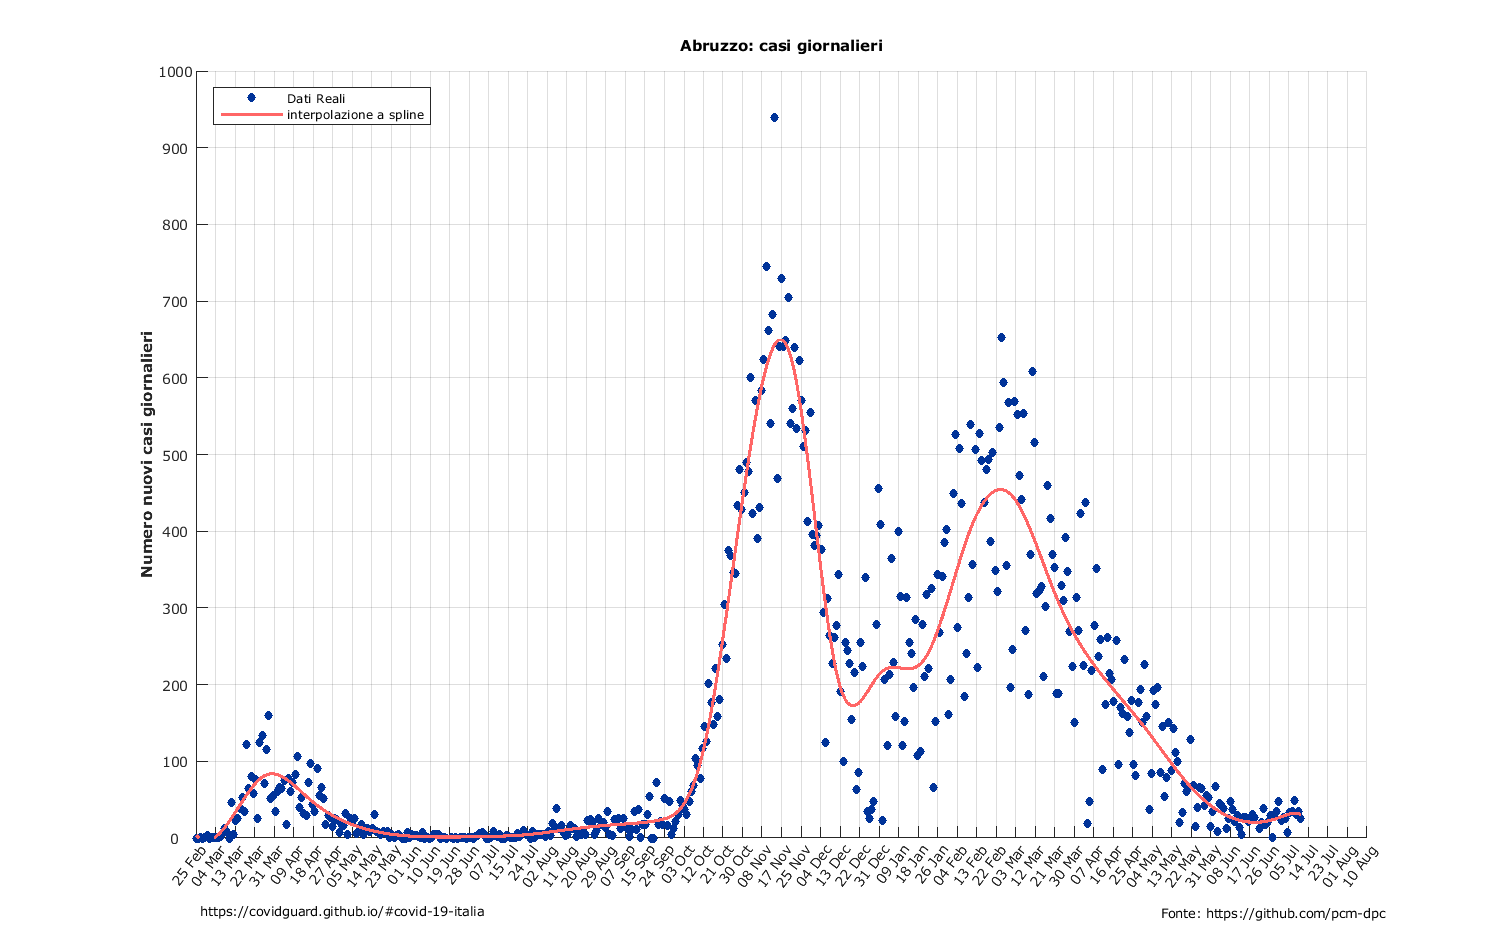 Abruzzo: casi giornalieri
1000
900
800
700
600
500
400
300
200
100
0
Numero nuovi casi giornalieri
Dati Reali
interpolazione a spline
25 Feb
04 Mar
13 Mar
22 Mar
31 Mar
09 Apr
18 Apr
27 Apr
05 May
14 May
23 May
01 Jun
10 Jun
19 Jun
28 Jun
07 Jul
15 Jul
24 Jul
02 Aug
11 Aug
20 Aug
29 Aug
07 Sep
15 Sep
24 Sep
03 Oct
12 Oct
21 Oct
30 Oct
08 Nov
17 Nov
25 Nov
04 Dec
13 Dec
22 Dec
31 Dec
09 Jan
18 Jan
26 Jan
04 Feb
13 Feb
22 Feb
03 Mar
12 Mar
21 Mar
30 Mar
07 Apr
16 Apr
25 Apr
04 May
13 May
22 May
31 May
08 Jun
17 Jun
26 Jun
05 Jul
14 Jul
23 Jul
01 Aug
10 Aug
https://covidguard.github.io/#covid-19-italia
Fonte: https://github.com/pcm-dpc